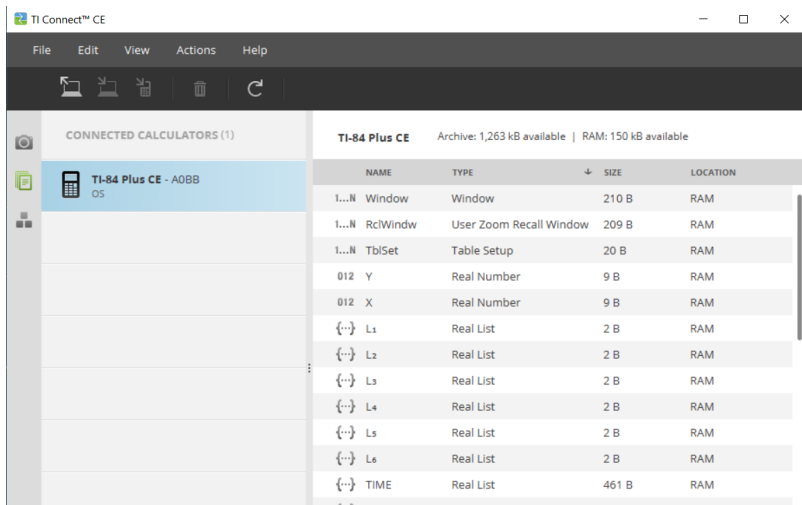 TI Connect™ CE
File Edit View Actions Help
CONNECTED CALCULATORS (1)
TI-84 Plus CE - A0BB
OS
TI-84 Plus CE Archive: 1,263 kB available | RAM: 150 kB available
NAME TYPE SIZE LOCATION
1...N Window Window 210 B RAM
1...N RclWindw User Zoom Recall Window 209 B RAM
1...N TblSet Table Setup 20 B RAM
012 Y Real Number 9 B RAM
012 X Real Number 9 B RAM
{...} L₁ Real List 2 B RAM
{...} L₂ Real List 2 B RAM
{...} L₃ Real List 2 B RAM
{...} L₄ Real List 2 B RAM
{...} L₅ Real List 2 B RAM
{...} L₆ Real List 2 B RAM
{...} TIME Real List 461 B RAM